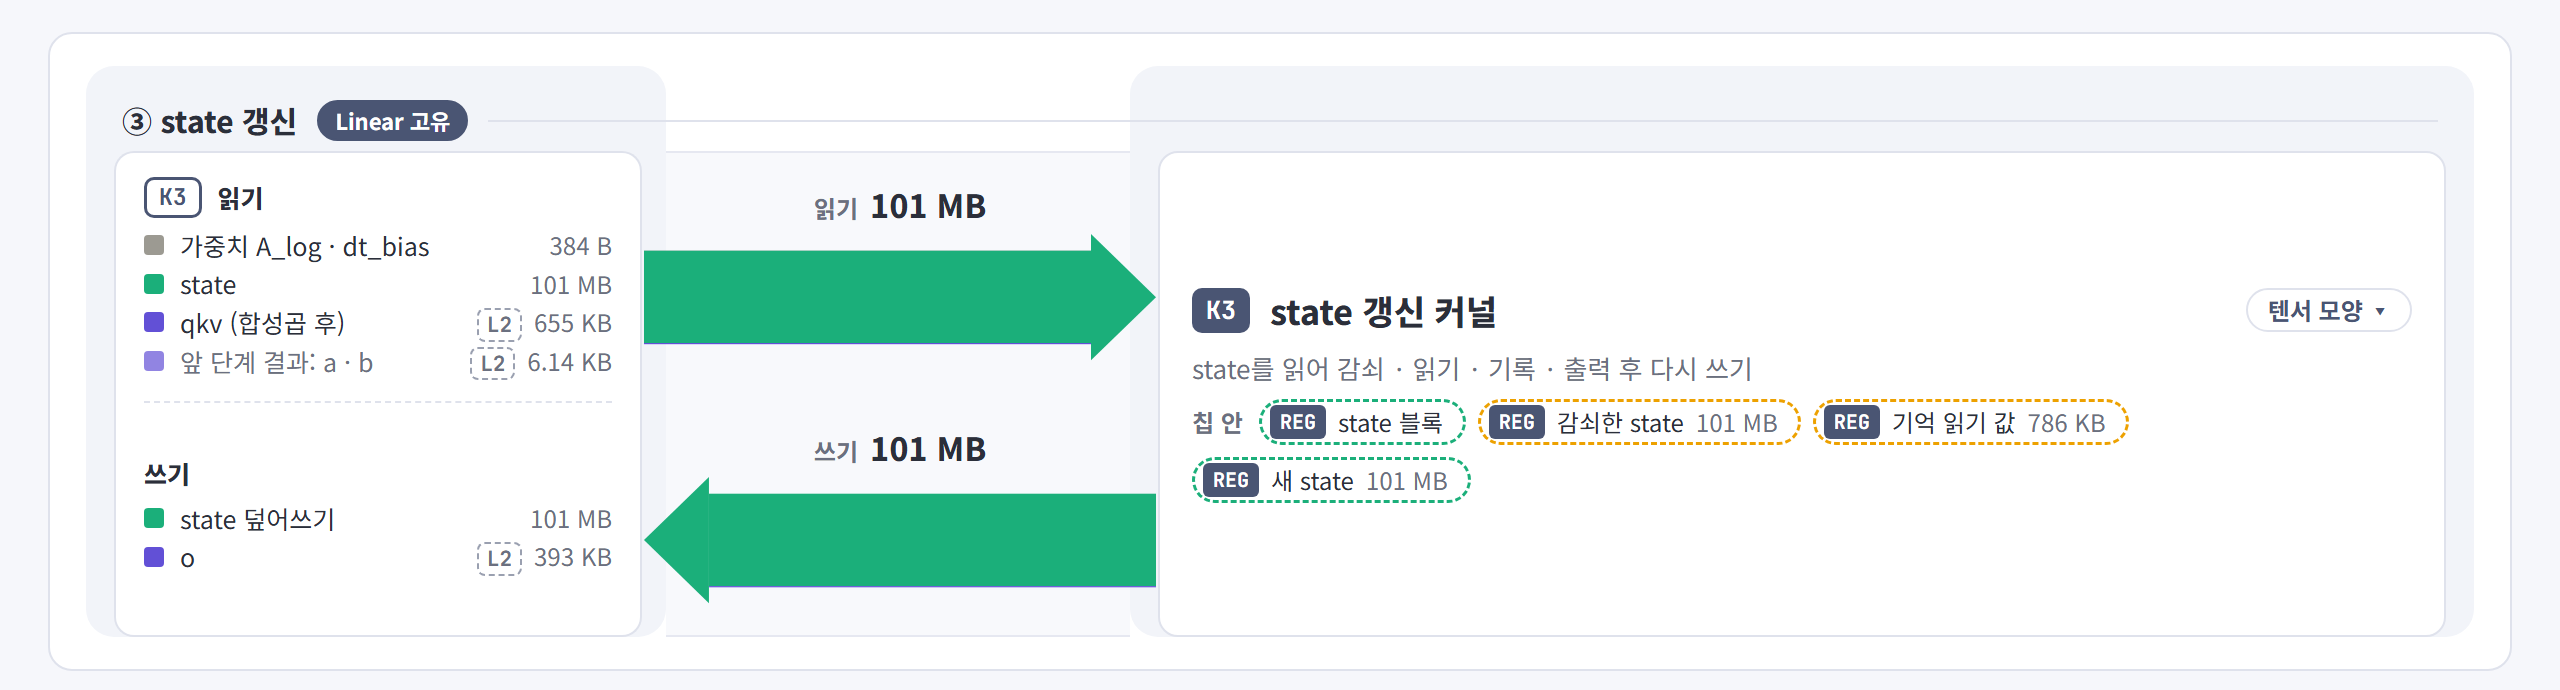 ③ state 갱신 Linear 고유
K3 읽기
가중치 A_log · dt_bias 384 B
state 101 MB
qkv (합성곱 후) L2 655 KB
앞 단계 결과: a · b L2 6.14 KB
쓰기
state 덮어쓰기 101 MB
o L2 393 KB
읽기 101 MB
쓰기 101 MB
K3 state 갱신 커널 텐서 모양 ▾
state를 읽어 감쇠 · 읽기 · 기록 · 출력 후 다시 쓰기
칩 안 REG state 블록 REG 감쇠한 state 101 MB REG 기억 읽기 값 786 KB
REG 새 state 101 MB